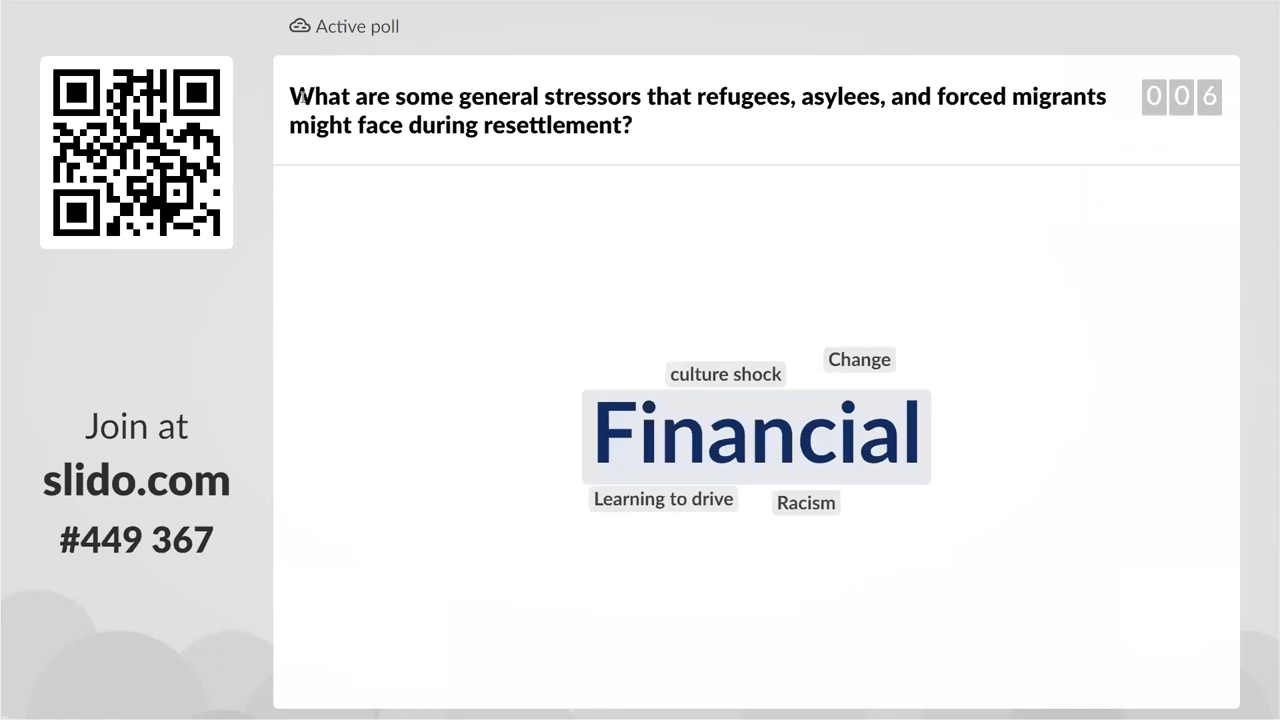 Active poll
What are some general stressors that refugees, asylees, and forced migrants
might face during resettlement?
006
culture shock
Change
Financial
Learning to drive
Racism
Join at
slido.com
#449 367